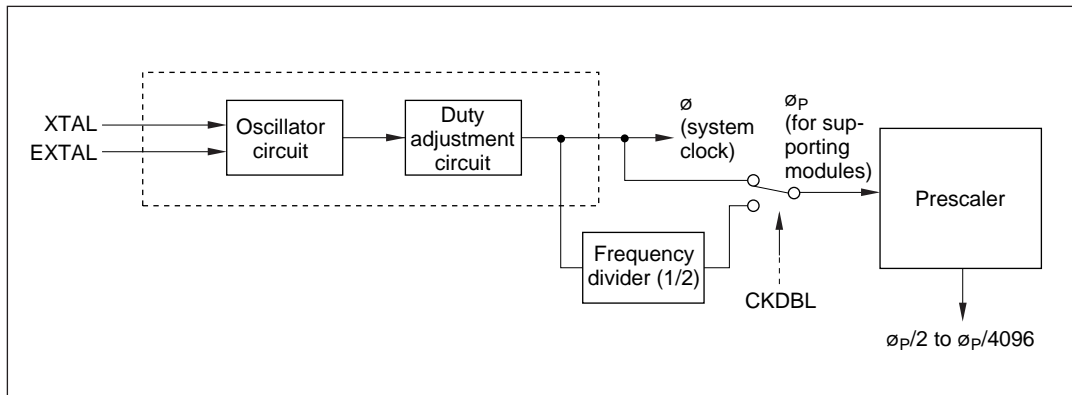 XTAL
EXTAL
Oscillator
circuit
Duty
adjustment
circuit
ø
(system
clock)
øP
(for sup-
porting
modules)
Prescaler
Frequency
divider (1/2)
CKDBL
øP/2 to øP/4096